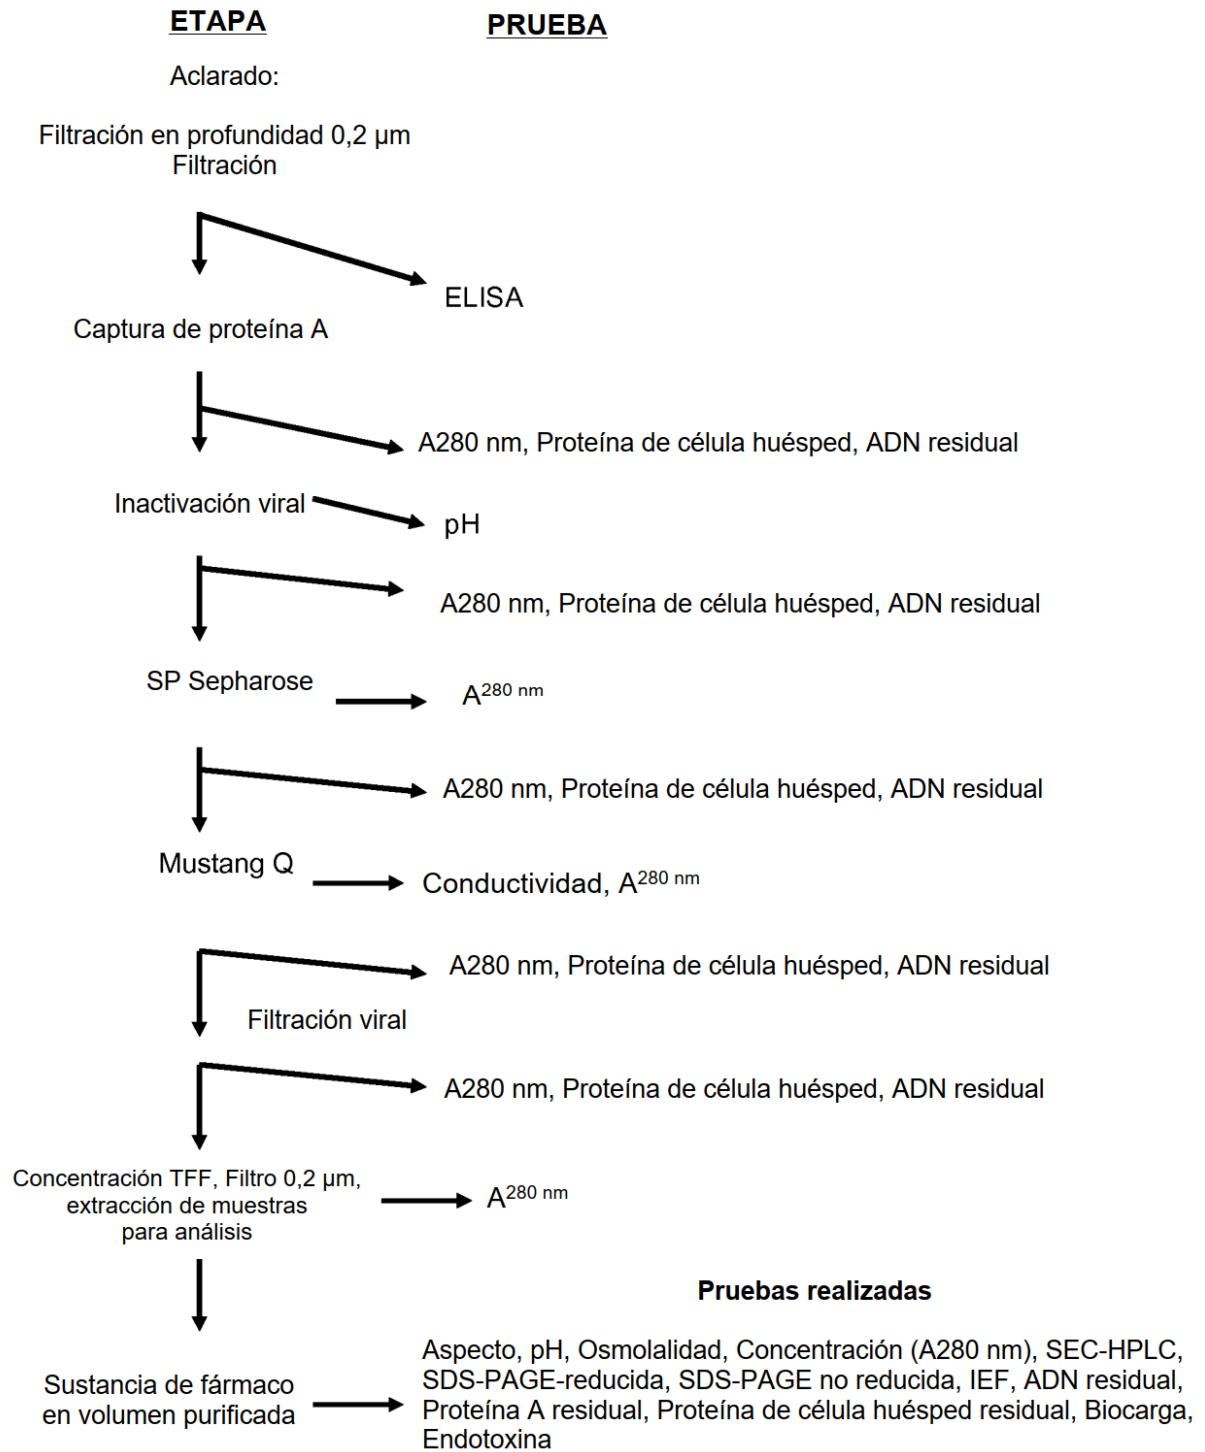 ETAPA
PRUEBA
Aclarado:
Filtración en profundidad 0,2 µm
Filtración
ELISA
Captura de proteína A
A280 nm, Proteína de célula huésped, ADN residual
Inactivación viral
pH
A280 nm, Proteína de célula huésped, ADN residual
SP Sepharose
A280 nm
A280 nm, Proteína de célula huésped, ADN residual
Mustang Q
Conductividad, A280 nm
A280 nm, Proteína de célula huésped, ADN residual
Filtración viral
A280 nm, Proteína de célula huésped, ADN residual
Concentración TFF, Filtro 0,2 µm,
extracción de muestras
para análisis
A280 nm
Pruebas realizadas
Sustancia de fármaco
en volumen purificada
Aspecto, pH, Osmolalidad, Concentración (A280 nm), SEC-HPLC,
SDS-PAGE-reducida, SDS-PAGE no reducida, IEF, ADN residual,
Proteína A residual, Proteína de célula huésped residual, Biocarga,
Endotoxina